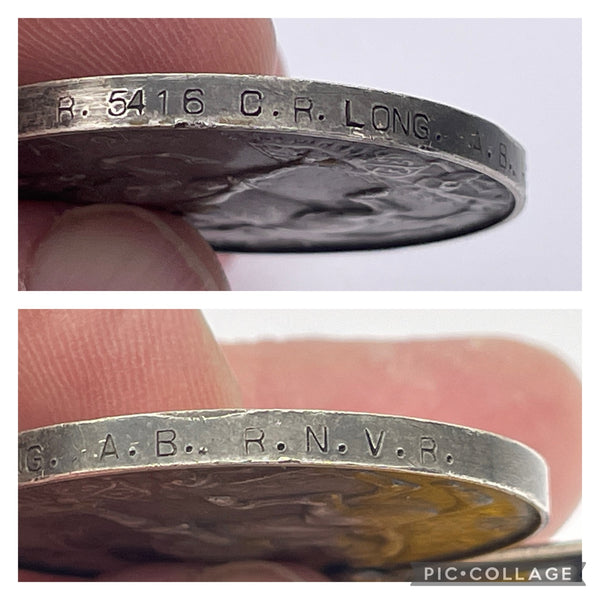 R. 5416 C. R. LONG. A. B.
G. A. B. R. N. V. R.
PIC•COLLAGE